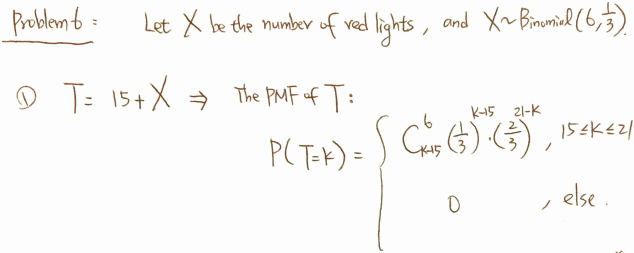 Problem 6 : Let X be the number of red lights, and X~Binomial(6, 1/3).
① T = 15 + X ⇒ The PMF of T :
P(T=k) = { C^6_{k-15} (1/3)^{k-15} · (2/3)^{21-k} , 15≤k≤21
0 , else .